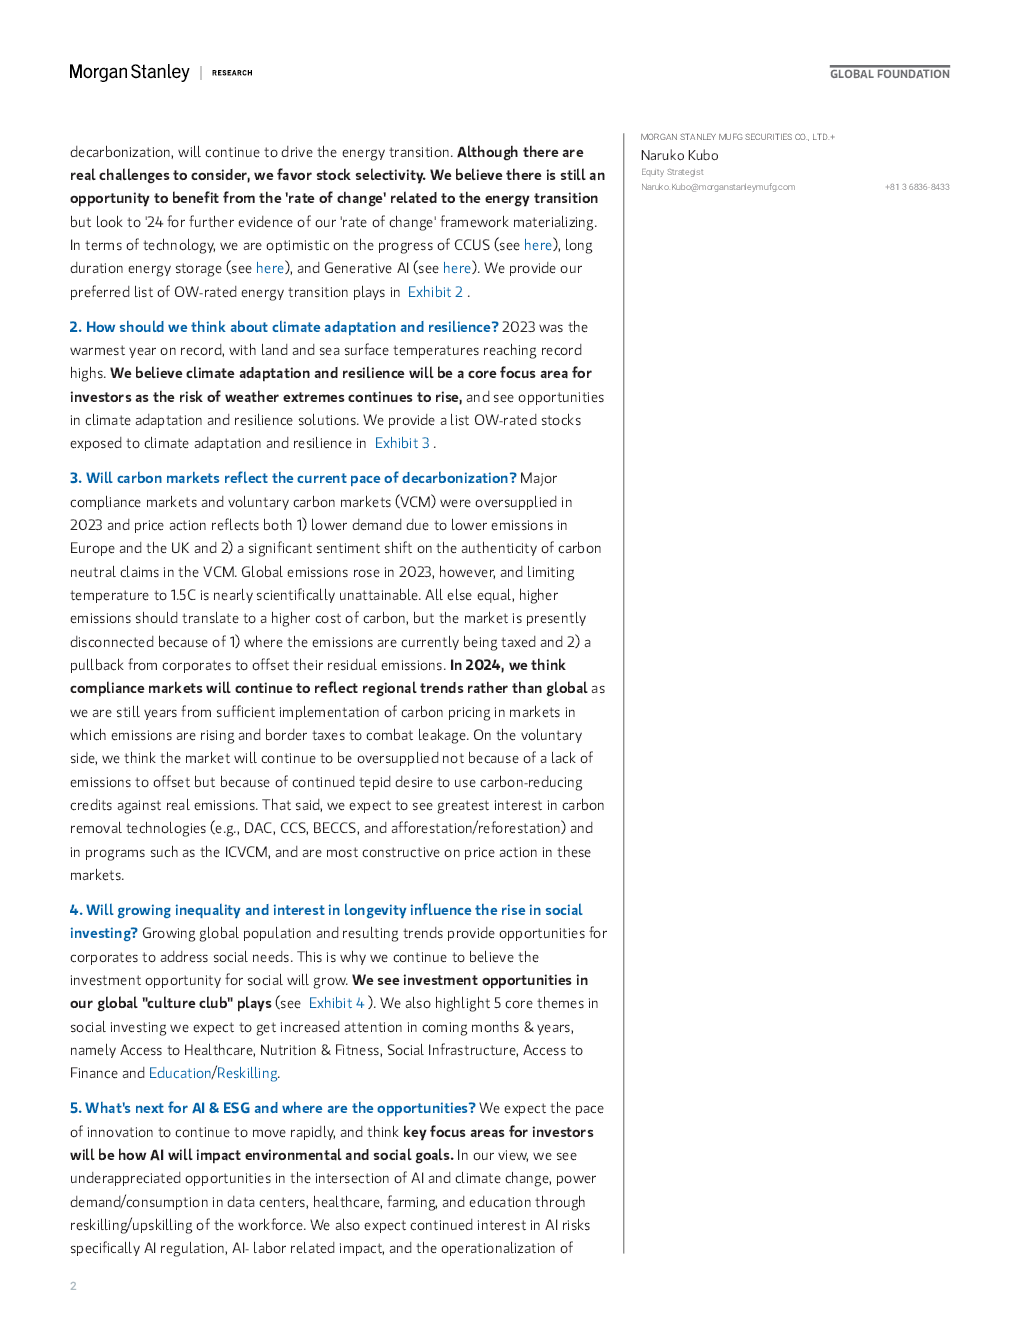 Morgan Stanley | RESEARCH
GLOBAL FOUNDATION
decarbonization, will continue to drive the energy transition. Although there are
real challenges to consider, we favor stock selectivity. We believe there is still an
opportunity to benefit from the 'rate of change' related to the energy transition
but look to '24 for further evidence of our 'rate of change' framework materializing.
In terms of technology, we are optimistic on the progress of CCUS (see here), long
duration energy storage (see here), and Generative AI (see here). We provide our
preferred list of OW-rated energy transition plays in Exhibit 2 .
2. How should we think about climate adaptation and resilience? 2023 was the
warmest year on record, with land and sea surface temperatures reaching record
highs. We believe climate adaptation and resilience will be a core focus area for
investors as the risk of weather extremes continues to rise, and see opportunities
in climate adaptation and resilience solutions. We provide a list OW-rated stocks
exposed to climate adaptation and resilience in Exhibit 3 .
3. Will carbon markets reflect the current pace of decarbonization? Major
compliance markets and voluntary carbon markets (VCM) were oversupplied in
2023 and price action reflects both 1) lower demand due to lower emissions in
Europe and the UK and 2) a significant sentiment shift on the authenticity of carbon
neutral claims in the VCM. Global emissions rose in 2023, however, and limiting
temperature to 1.5C is nearly scientifically unattainable. All else equal, higher
emissions should translate to a higher cost of carbon, but the market is presently
disconnected because of 1) where the emissions are currently being taxed and 2) a
pullback from corporates to offset their residual emissions. In 2024, we think
compliance markets will continue to reflect regional trends rather than global as
we are still years from sufficient implementation of carbon pricing in markets in
which emissions are rising and border taxes to combat leakage. On the voluntary
side, we think the market will continue to be oversupplied not because of a lack of
emissions to offset but because of continued tepid desire to use carbon-reducing
credits against real emissions. That said, we expect to see greatest interest in carbon
removal technologies (e.g., DAC, CCS, BECCS, and afforestation/reforestation) and
in programs such as the ICVCM, and are most constructive on price action in these
markets.
4. Will growing inequality and interest in longevity influence the rise in social
investing? Growing global population and resulting trends provide opportunities for
corporates to address social needs. This is why we continue to believe the
investment opportunity for social will grow. We see investment opportunities in
our global "culture club" plays (see Exhibit 4 ). We also highlight 5 core themes in
social investing we expect to get increased attention in coming months & years,
namely Access to Healthcare, Nutrition & Fitness, Social Infrastructure, Access to
Finance and Education/Reskilling.
5. What's next for AI & ESG and where are the opportunities? We expect the pace
of innovation to continue to move rapidly, and think key focus areas for investors
will be how AI will impact environmental and social goals. In our view, we see
underappreciated opportunities in the intersection of AI and climate change, power
demand/consumption in data centers, healthcare, farming, and education through
reskilling/upskilling of the workforce. We also expect continued interest in AI risks
specifically AI regulation, AI- labor related impact, and the operationalization of
MORGAN STANLEY MUFG SECURITIES CO., LTD.+
Naruko Kubo
Equity Strategist
Naruko.Kubo@morganstanleymufg.com +81 3 6836-8433
2